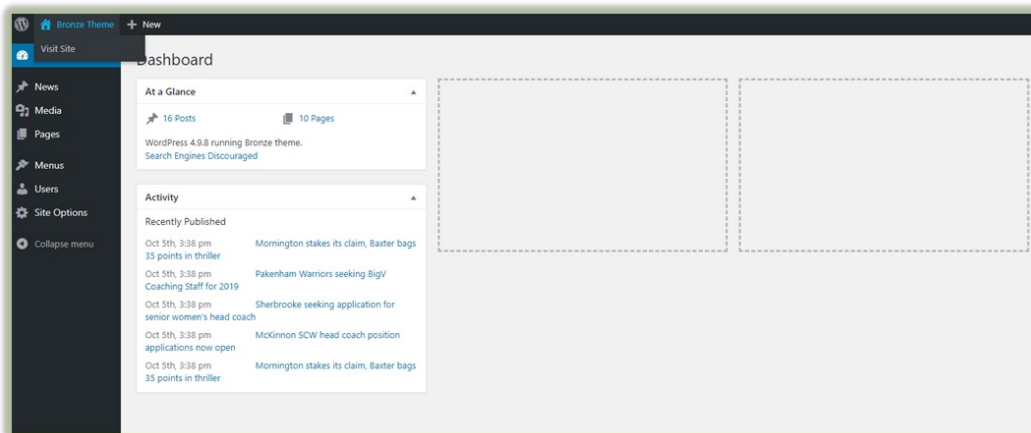 Bronze Theme
New
Visit Site
Dashboard
News
Media
Pages
Menus
Users
Site Options
Collapse menu
At a Glance
16 Posts
10 Pages
WordPress 4.9.8 running Bronze theme.
Search Engines Discouraged
Activity
Recently Published
Oct 5th, 3:38 pm Mornington stakes its claim, Baxter bags
35 points in thriller
Oct 5th, 3:38 pm Pakenham Warriors seeking BigV
Coaching Staff for 2019
Oct 5th, 3:38 pm Sherbrooke seeking application for
senior women's head coach
Oct 5th, 3:38 pm McKinnon SCW head coach position
applications now open
Oct 5th, 3:38 pm Mornington stakes its claim, Baxter bags
35 points in thriller